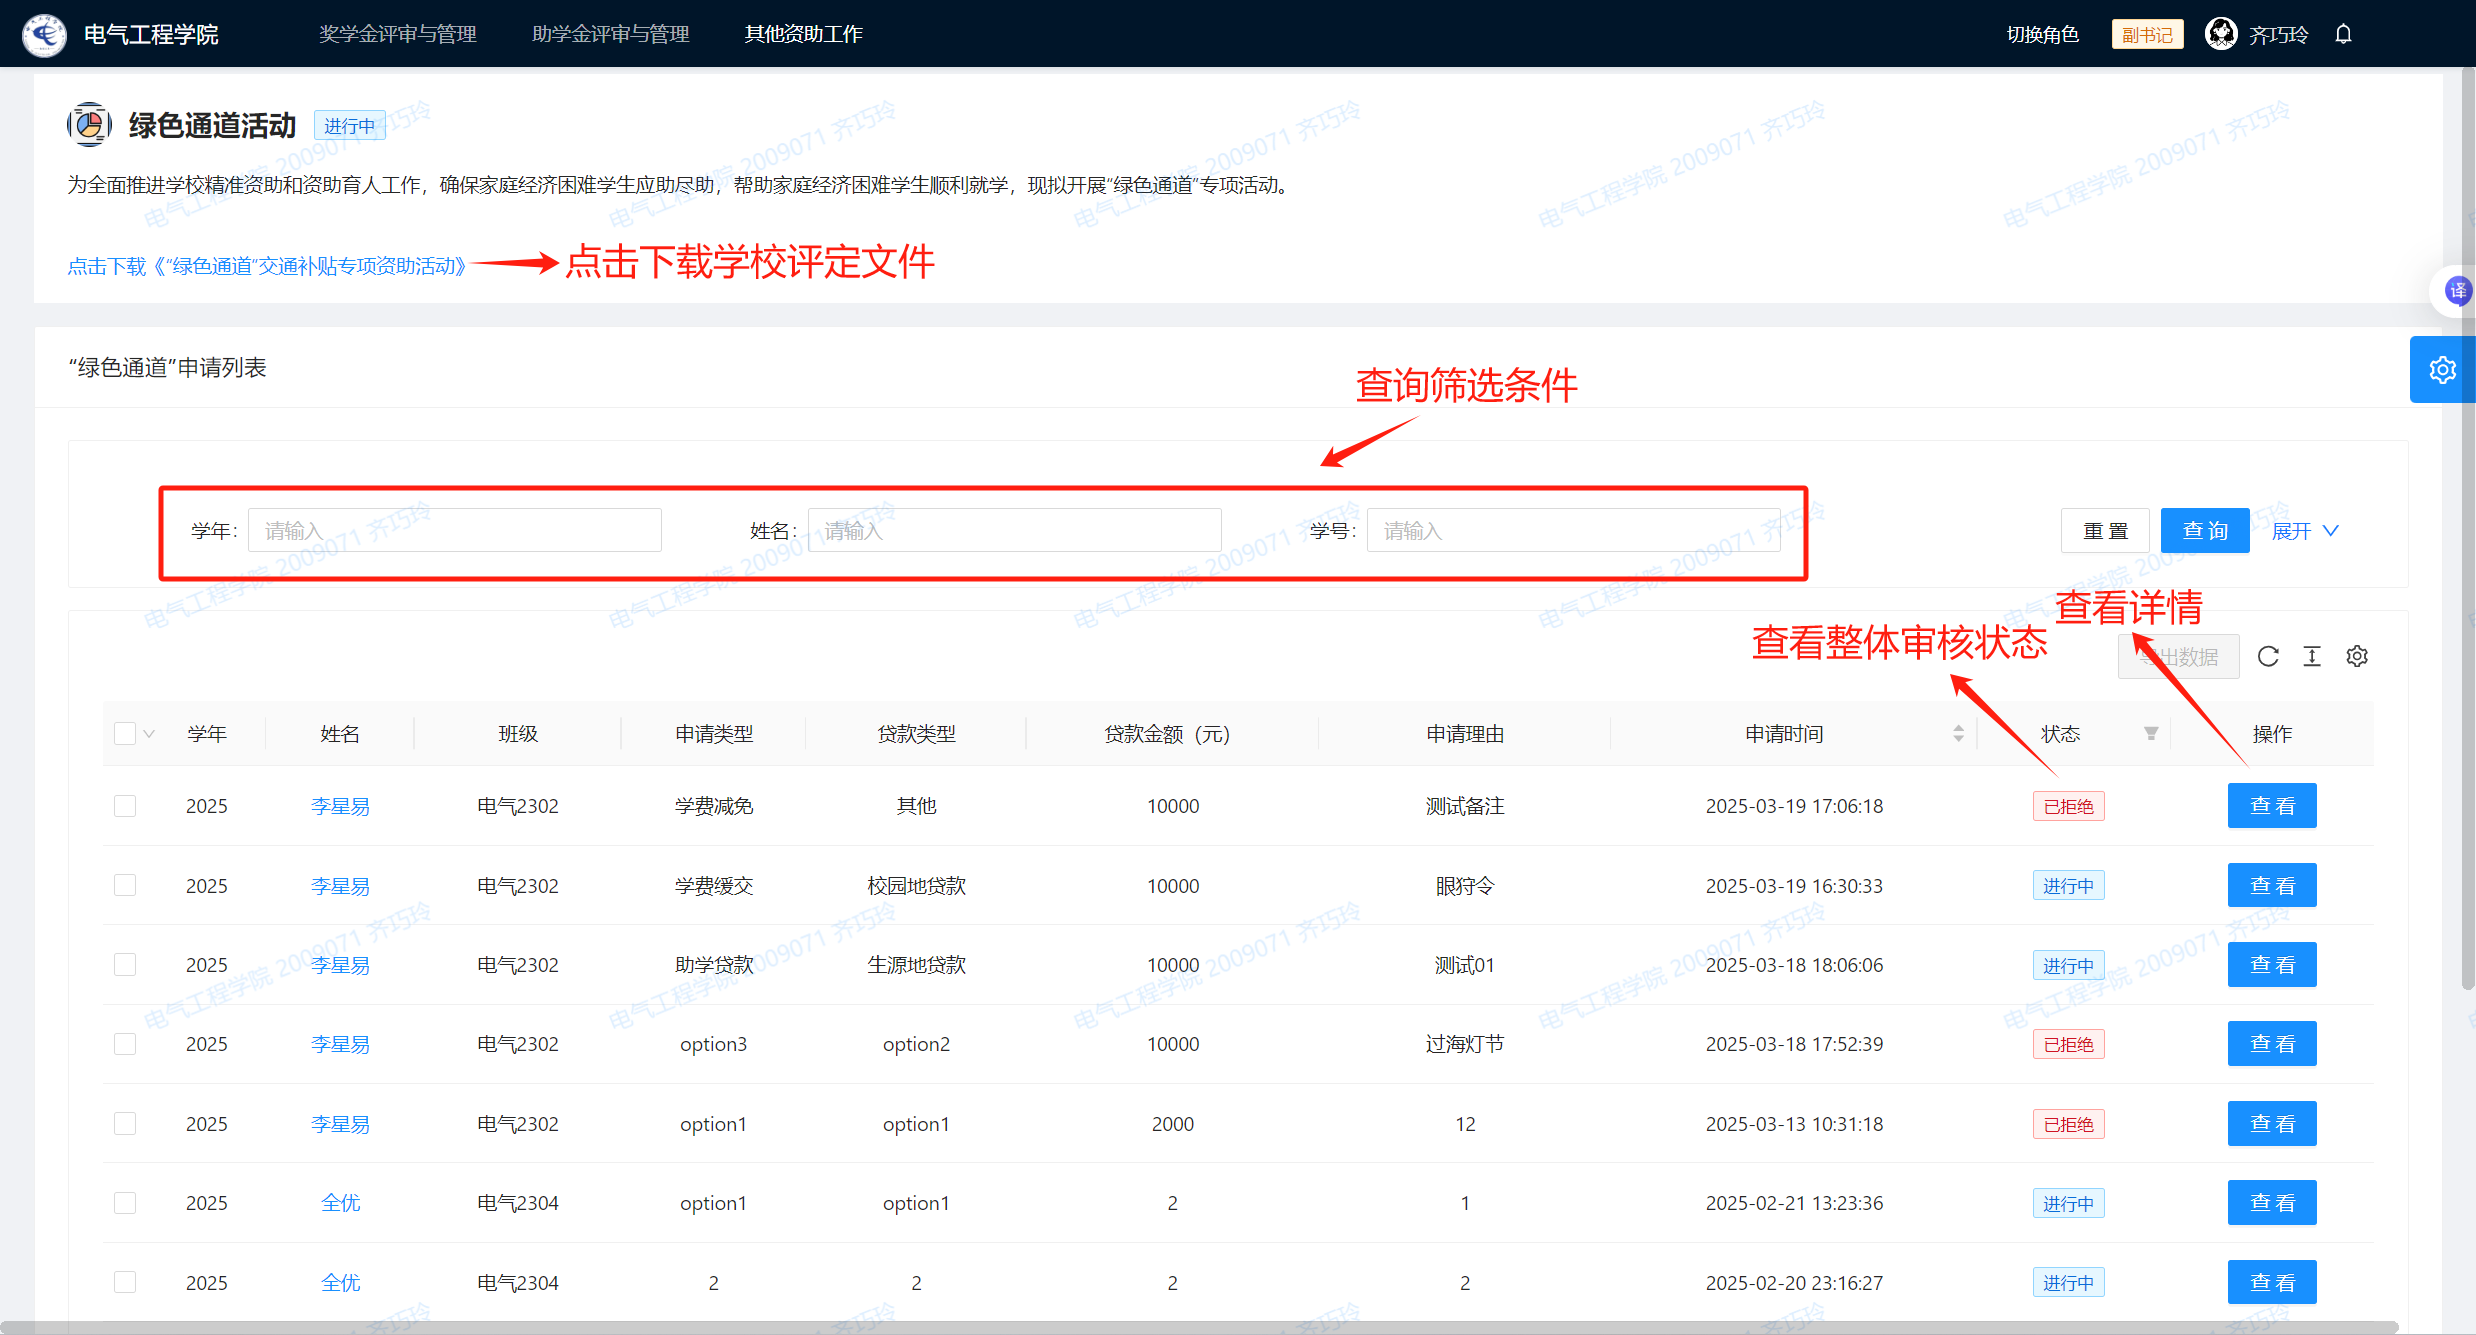 电气工程学院 奖学金评审与管理 助学金评审与管理 其他资助工作 切换角色 副书记 齐巧玲
绿色通道活动 进行中
为全面推进学校精准资助和资助育人工作，确保家庭经济困难学生应助尽助，帮助家庭经济困难学生顺利就学，现拟开展“绿色通道”专项活动。
点击下载《“绿色通道”交通补贴专项资助活动》 点击下载学校评定文件
译
“绿色通道”申请列表
查询筛选条件
学年: 请输入 姓名: 请输入 学号: 请输入 重 置 查 询 展开
查看详情
查看整体审核状态
导出数据
学年 姓名 班级 申请类型 贷款类型 贷款金额（元） 申请理由 申请时间 状态 操作
2025 李星易 电气2302 学费减免 其他 10000 测试备注 2025-03-19 17:06:18 已拒绝 查 看
2025 李星易 电气2302 学费缓交 校园地贷款 10000 眼狩令 2025-03-19 16:30:33 进行中 查 看
2025 李星易 电气2302 助学贷款 生源地贷款 10000 测试01 2025-03-18 18:06:06 进行中 查 看
2025 李星易 电气2302 option3 option2 10000 过海灯节 2025-03-18 17:52:39 已拒绝 查 看
2025 李星易 电气2302 option1 option1 2000 12 2025-03-13 10:31:18 已拒绝 查 看
2025 全优 电气2304 option1 option1 2 1 2025-02-21 13:23:36 进行中 查 看
2025 全优 电气2304 2 2 2 2 2025-02-20 23:16:27 进行中 查 看
电气工程学院 2009071 齐巧玲